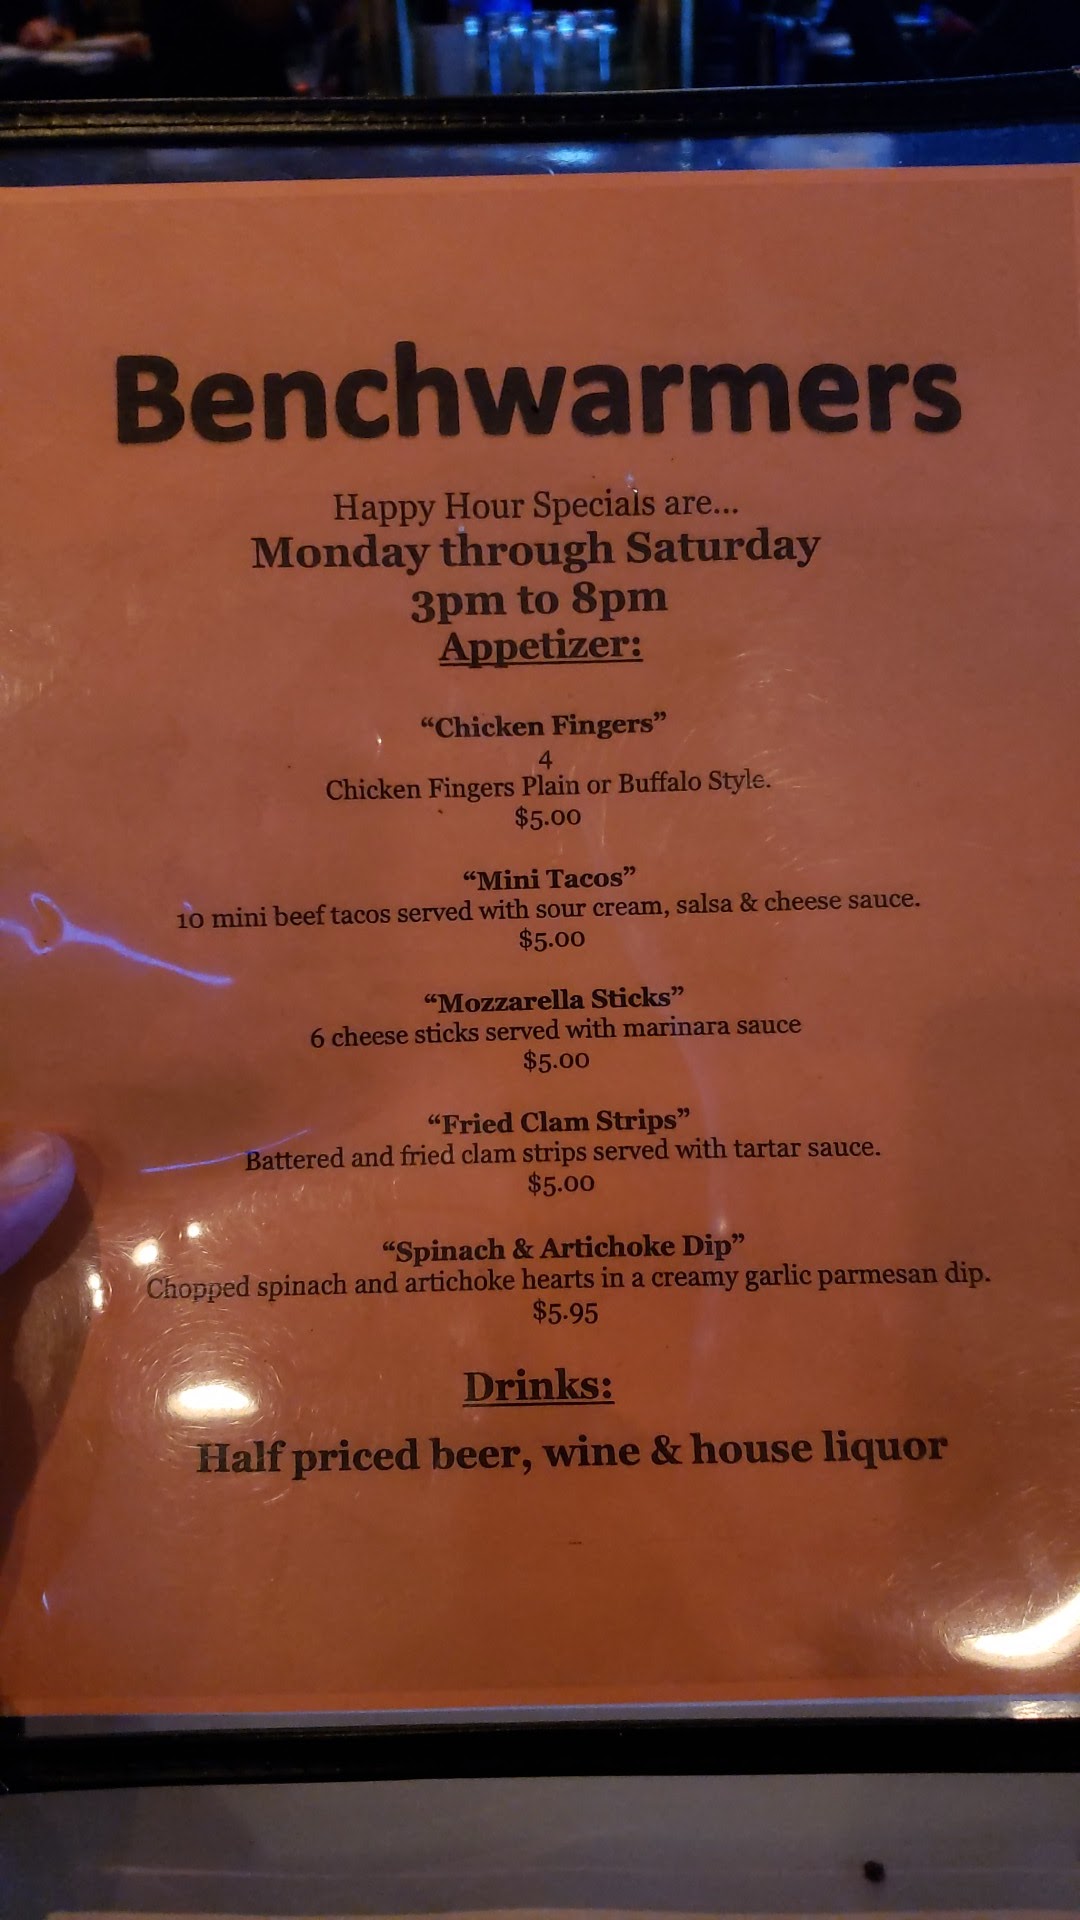 Benchwarmers
Happy Hour Specials are...
Monday through Saturday
3pm to 8pm
Appetizer:
“Chicken Fingers”
4
Chicken Fingers Plain or Buffalo Style.
$5.00
“Mini Tacos”
10 mini beef tacos served with sour cream, salsa & cheese sauce.
$5.00
“Mozzarella Sticks”
6 cheese sticks served with marinara sauce
$5.00
“Fried Clam Strips”
Battered and fried clam strips served with tartar sauce.
$5.00
“Spinach & Artichoke Dip”
Chopped spinach and artichoke hearts in a creamy garlic parmesan dip.
$5.95
Drinks:
Half priced beer, wine & house liquor